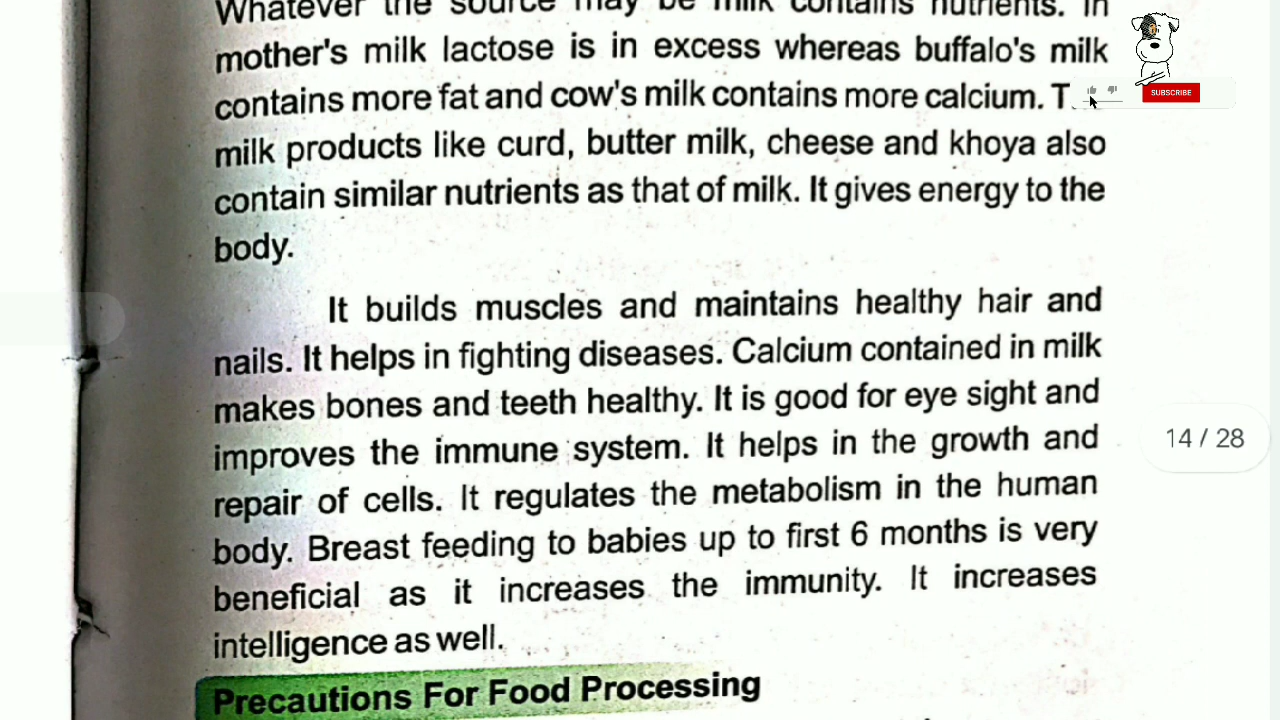 Whatever the source may be milk contains nutrients. In
mother's milk lactose is in excess whereas buffalo's milk
contains more fat and cow's milk contains more calcium. T
milk products like curd, butter milk, cheese and khoya also
contain similar nutrients as that of milk. It gives energy to the
body.
It builds muscles and maintains healthy hair and
nails. It helps in fighting diseases. Calcium contained in milk
makes bones and teeth healthy. It is good for eye sight and
improves the immune system. It helps in the growth and
repair of cells. It regulates the metabolism in the human
body. Breast feeding to babies up to first 6 months is very
beneficial as it increases the immunity. It increases
intelligence as well.
Precautions For Food Processing
SUBSCRIBE
14 / 28